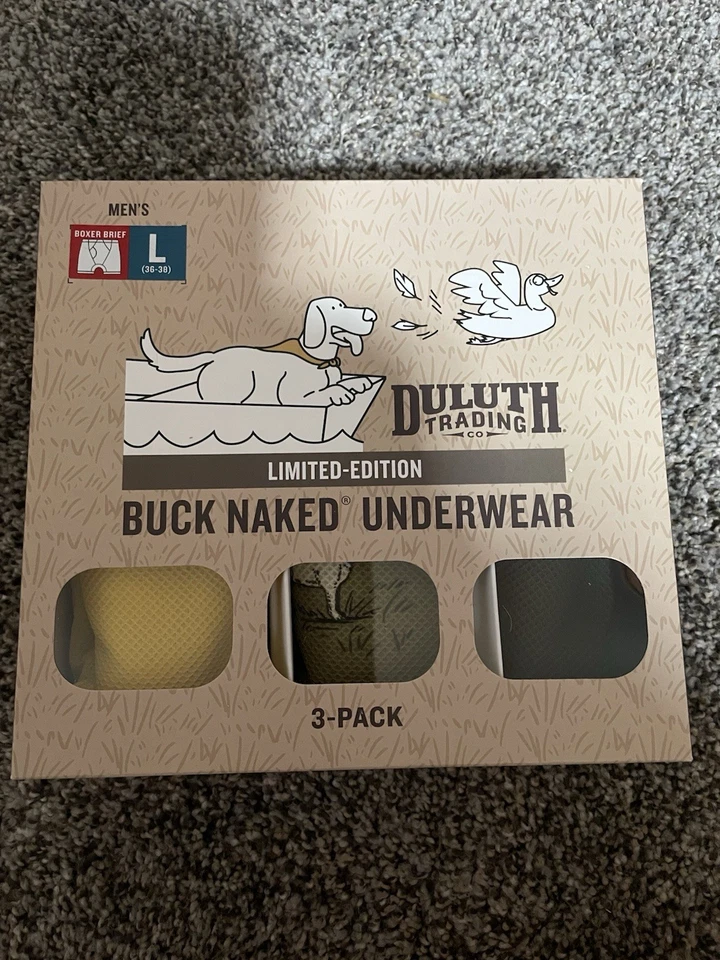 MEN'S
BOXER BRIEF
L
(36-38)
DULUTH
TRADING
CO
LIMITED-EDITION
BUCK NAKED® UNDERWEAR
3-PACK